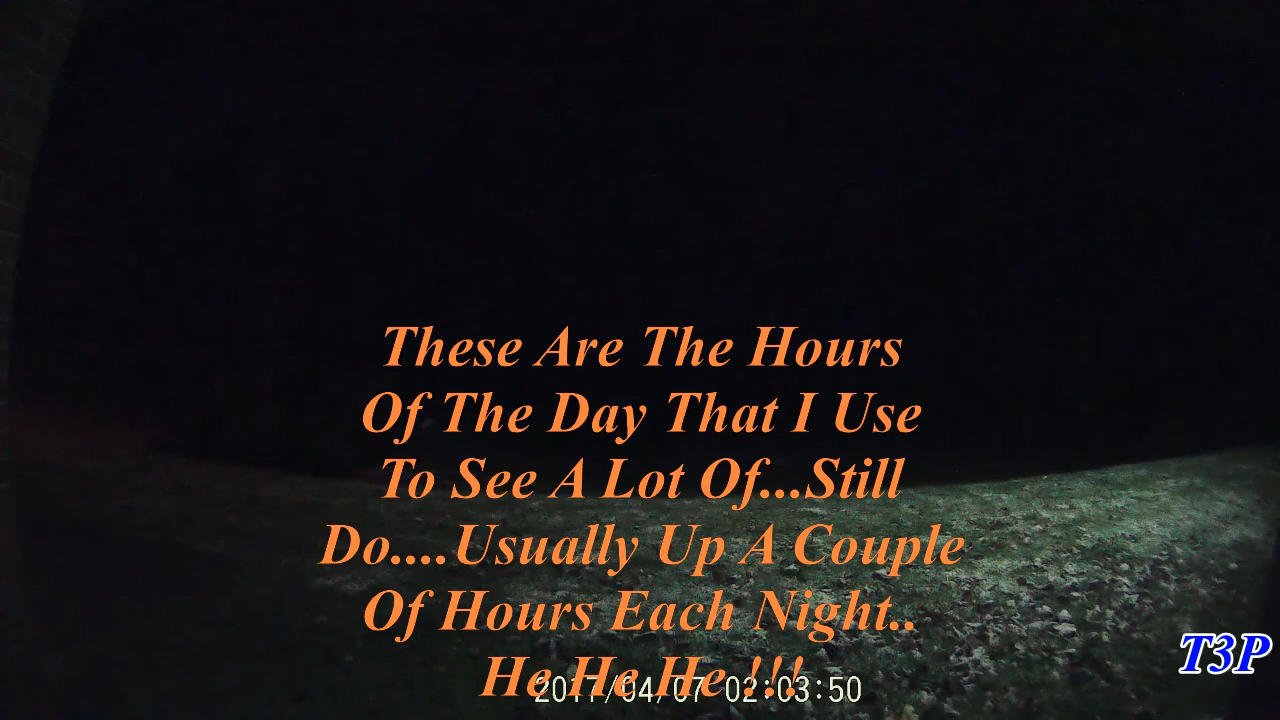 These Are The Hours
Of The Day That I Use
To See A Lot Of...Still
Do....Usually Up A Couple
Of Hours Each Night..
He He He !!!
2017/04/07 02:03:50
T3P